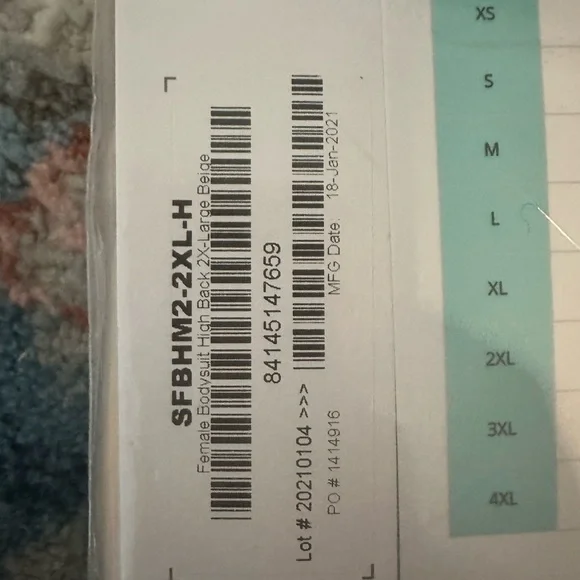 SFBHM2-2XL-H
Female Bodysuit High Back 2X-Large Beige
84145147659
Lot # 20210104 >>>
PO # 1414916
MFG Date: 18-Jan-2021
XS
S
M
L
XL
2XL
3XL
4XL